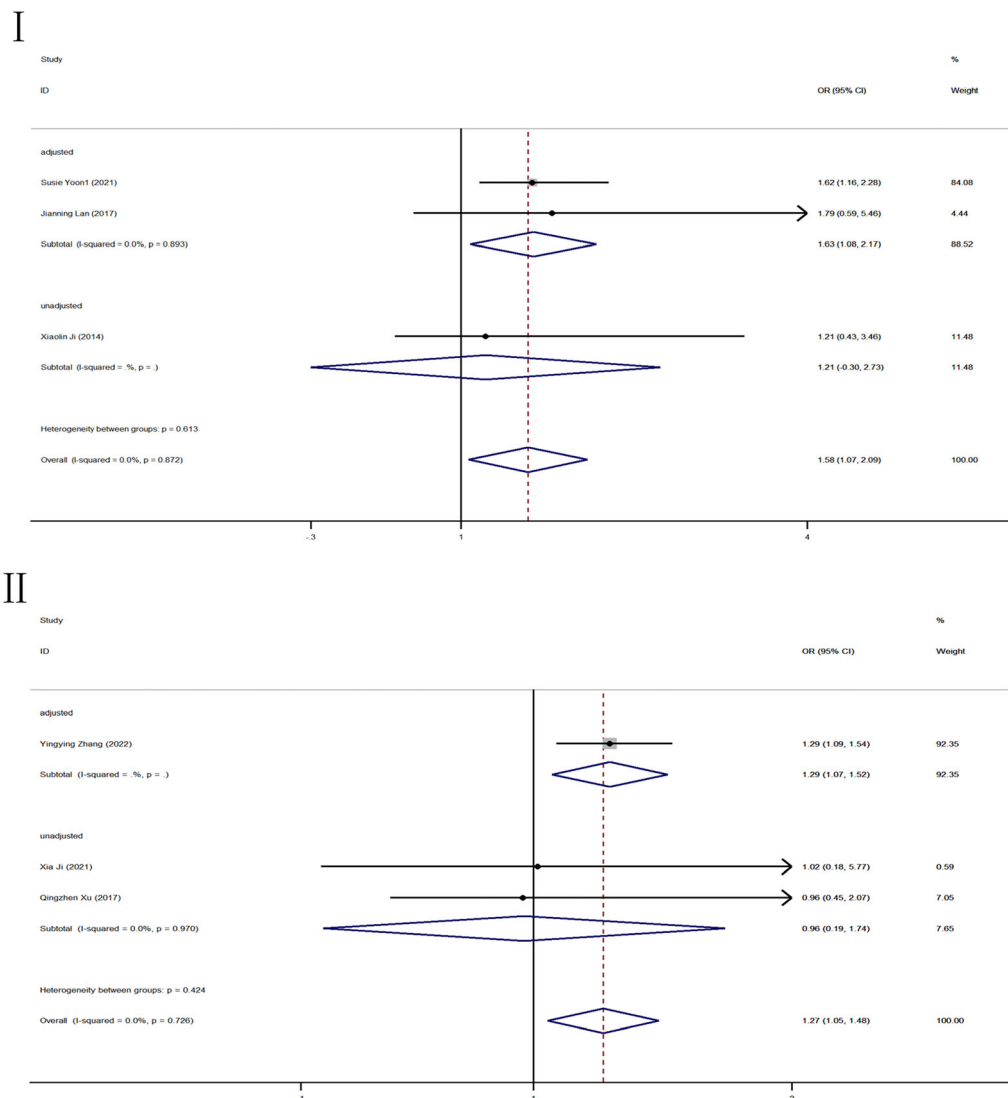 I
Study %
ID OR (95% CI) Weight
adjusted
Susie Yoon1 (2021) 1.62 (1.16, 2.28) 84.08
Jianning Lan (2017) 1.79 (0.59, 5.46) 4.44
Subtotal (I-squared = 0.0%, p = 0.893) 1.63 (1.08, 2.17) 88.52
unadjusted
Xiaolin Ji (2014) 1.21 (0.43, 3.46) 11.48
Subtotal (I-squared = .%, p = .) 1.21 (-0.30, 2.73) 11.48
Heterogeneity between groups: p = 0.613
Overall (I-squared = 0.0%, p = 0.872) 1.58 (1.07, 2.09) 100.00
-.3 1 4
II
Study %
ID OR (95% CI) Weight
adjusted
Yingying Zhang (2022) 1.29 (1.09, 1.54) 92.35
Subtotal (I-squared = .%, p = .) 1.29 (1.07, 1.52) 92.35
unadjusted
Xia Ji (2021) 1.02 (0.18, 5.77) 0.59
Qingzhen Xu (2017) 0.96 (0.45, 2.07) 7.05
Subtotal (I-squared = 0.0%, p = 0.970) 0.96 (0.19, 1.74) 7.65
Heterogeneity between groups: p = 0.424
Overall (I-squared = 0.0%, p = 0.726) 1.27 (1.05, 1.48) 100.00